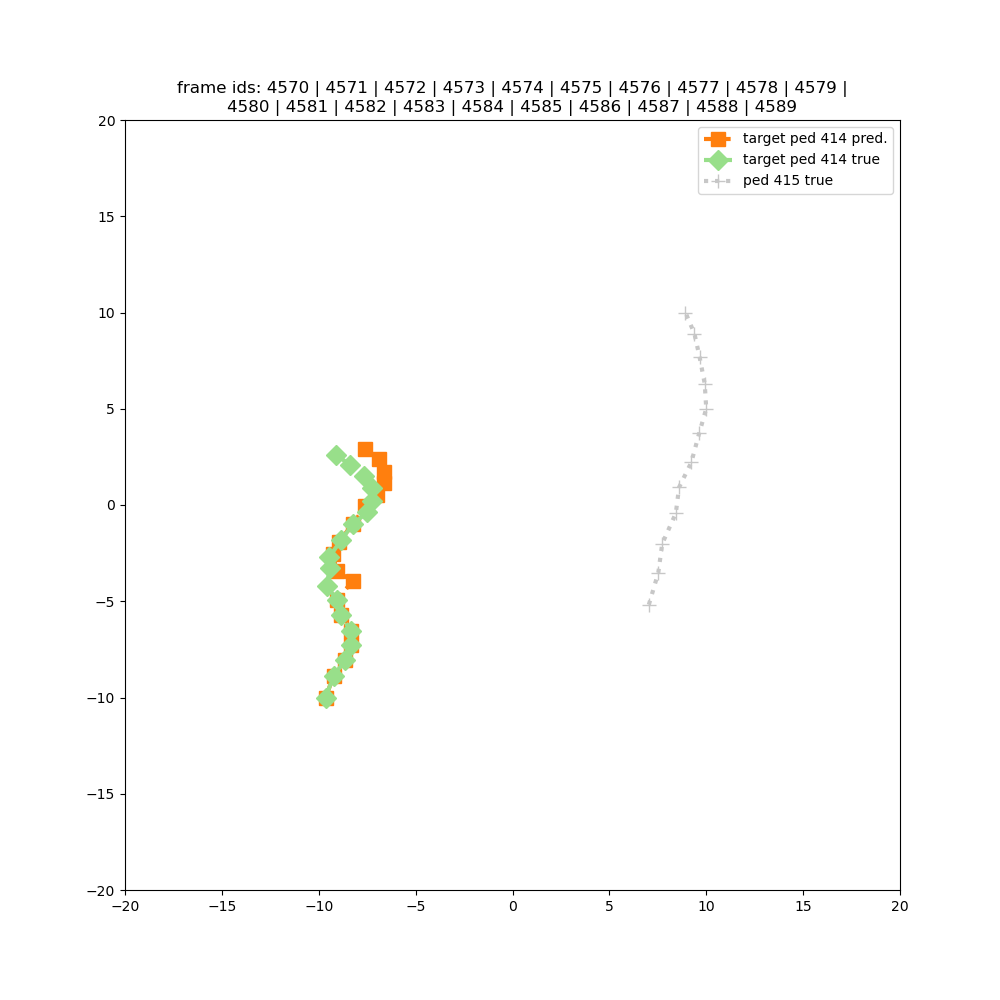 frame ids: 4570 | 4571 | 4572 | 4573 | 4574 | 4575 | 4576 | 4577 | 4578 | 4579 |
4580 | 4581 | 4582 | 4583 | 4584 | 4585 | 4586 | 4587 | 4588 | 4589
target ped 414 pred.
target ped 414 true
ped 415 true
20
15
10
5
0
−5
−10
−15
−20
−20 −15 −10 −5 0 5 10 15 20